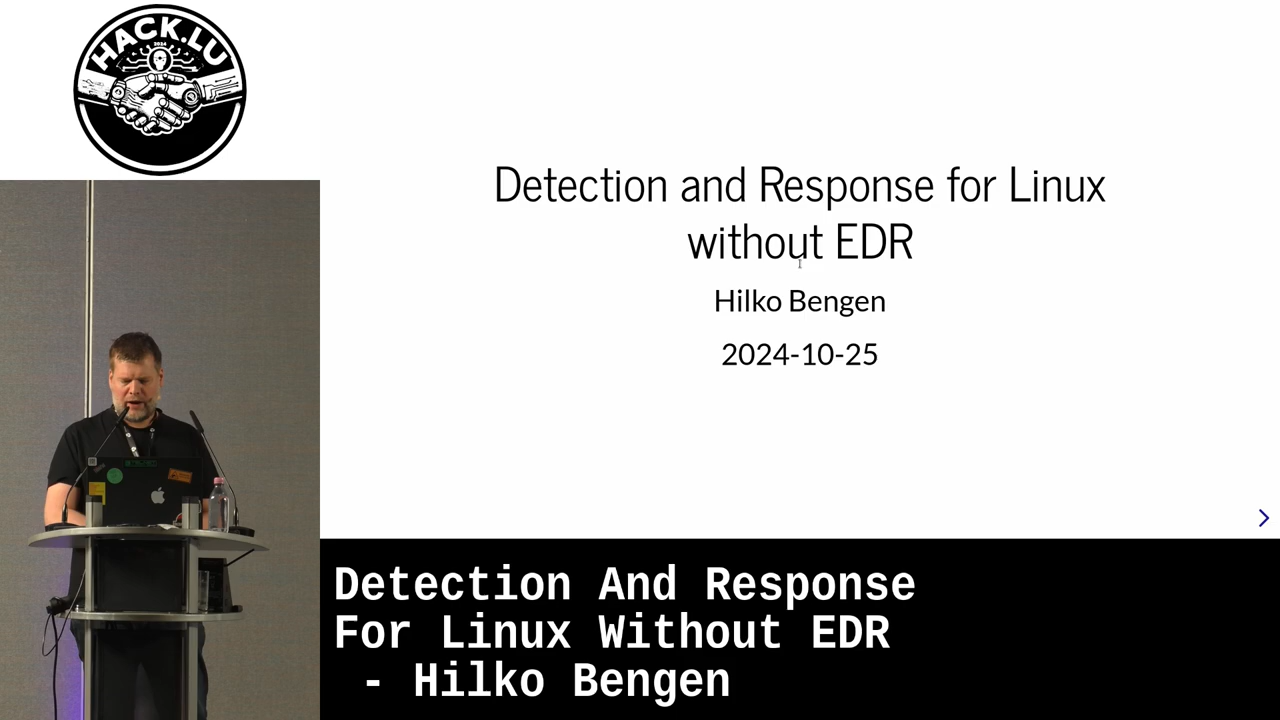 HACK.LU
2024
Detection and Response for Linux
without EDR
Hilko Bengen
2024-10-25
Detection And Response
For Linux Without EDR
- Hilko Bengen